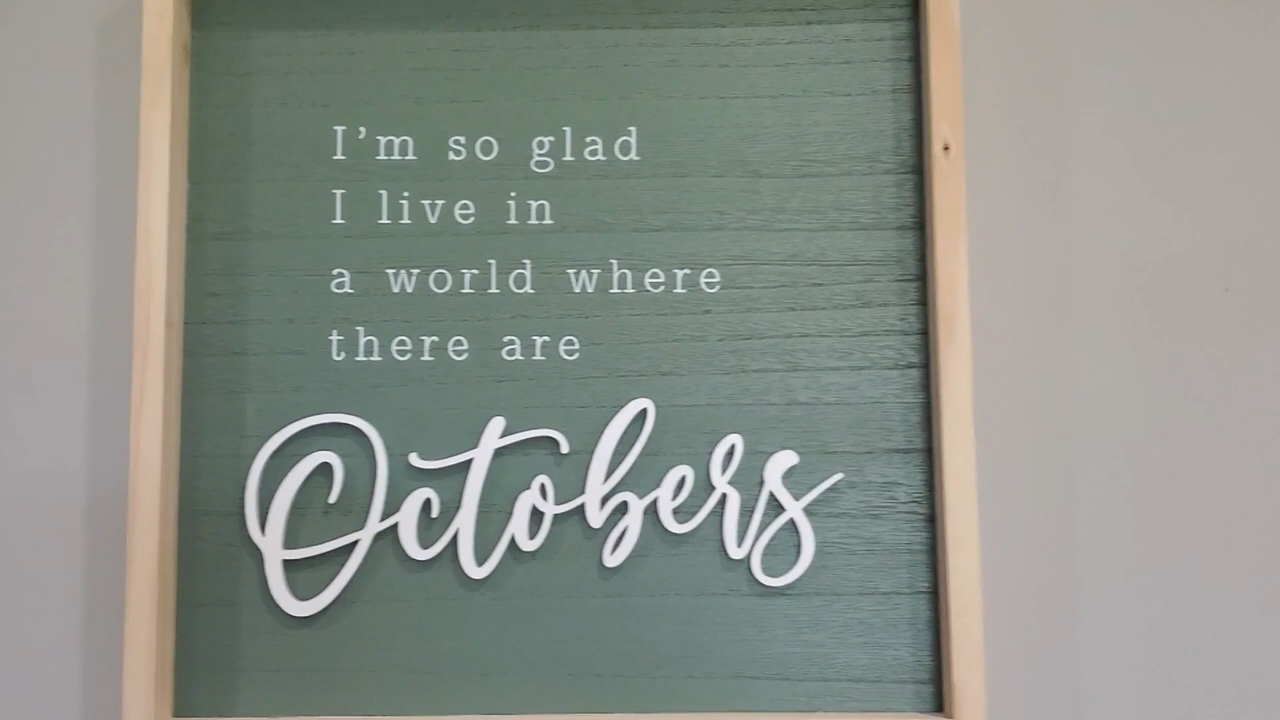 I'm so glad
I live in
a world where
there are
Octobers